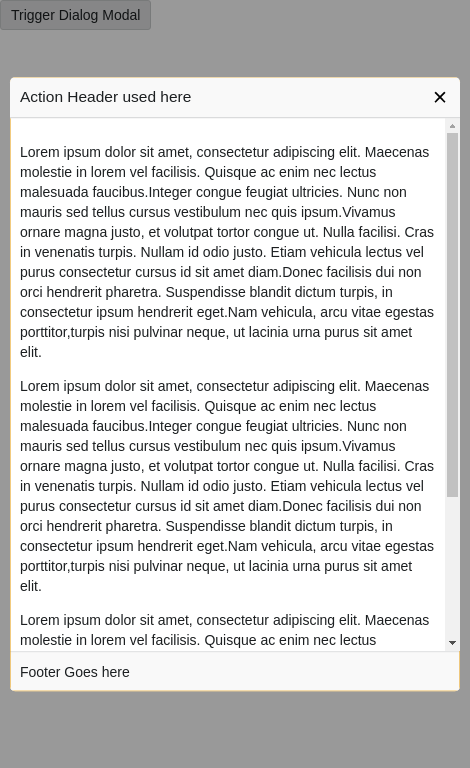 Trigger Dialog Modal
Action Header used here
Lorem ipsum dolor sit amet, consectetur adipiscing elit. Maecenas
molestie in lorem vel facilisis. Quisque ac enim nec lectus
malesuada faucibus.Integer congue feugiat ultricies. Nunc non
mauris sed tellus cursus vestibulum nec quis ipsum.Vivamus
ornare magna justo, et volutpat tortor congue ut. Nulla facilisi. Cras
in venenatis turpis. Nullam id odio justo. Etiam vehicula lectus vel
purus consectetur cursus id sit amet diam.Donec facilisis dui non
orci hendrerit pharetra. Suspendisse blandit dictum turpis, in
consectetur ipsum hendrerit eget.Nam vehicula, arcu vitae egestas
porttitor,turpis nisi pulvinar neque, ut lacinia urna purus sit amet
elit.
Lorem ipsum dolor sit amet, consectetur adipiscing elit. Maecenas
molestie in lorem vel facilisis. Quisque ac enim nec lectus
malesuada faucibus.Integer congue feugiat ultricies. Nunc non
mauris sed tellus cursus vestibulum nec quis ipsum.Vivamus
ornare magna justo, et volutpat tortor congue ut. Nulla facilisi. Cras
in venenatis turpis. Nullam id odio justo. Etiam vehicula lectus vel
purus consectetur cursus id sit amet diam.Donec facilisis dui non
orci hendrerit pharetra. Suspendisse blandit dictum turpis, in
consectetur ipsum hendrerit eget.Nam vehicula, arcu vitae egestas
porttitor,turpis nisi pulvinar neque, ut lacinia urna purus sit amet
elit.
Lorem ipsum dolor sit amet, consectetur adipiscing elit. Maecenas
molestie in lorem vel facilisis. Quisque ac enim nec lectus
Footer Goes here